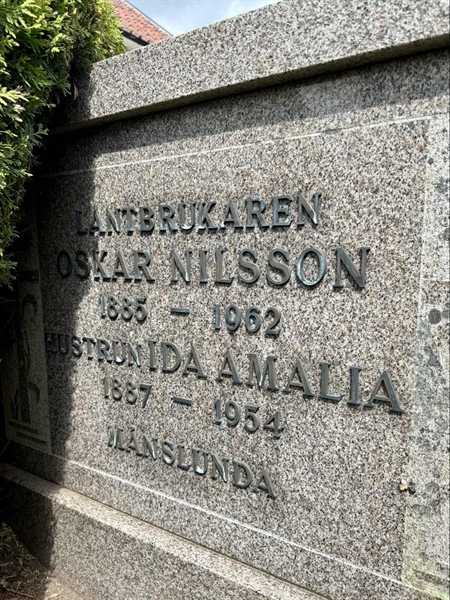 LANTBRUKAREN
OSKAR NILSSON
1885 – 1962
HUSTRUN IDA AMALIA
1887 – 1954
MÅNSLUNDA